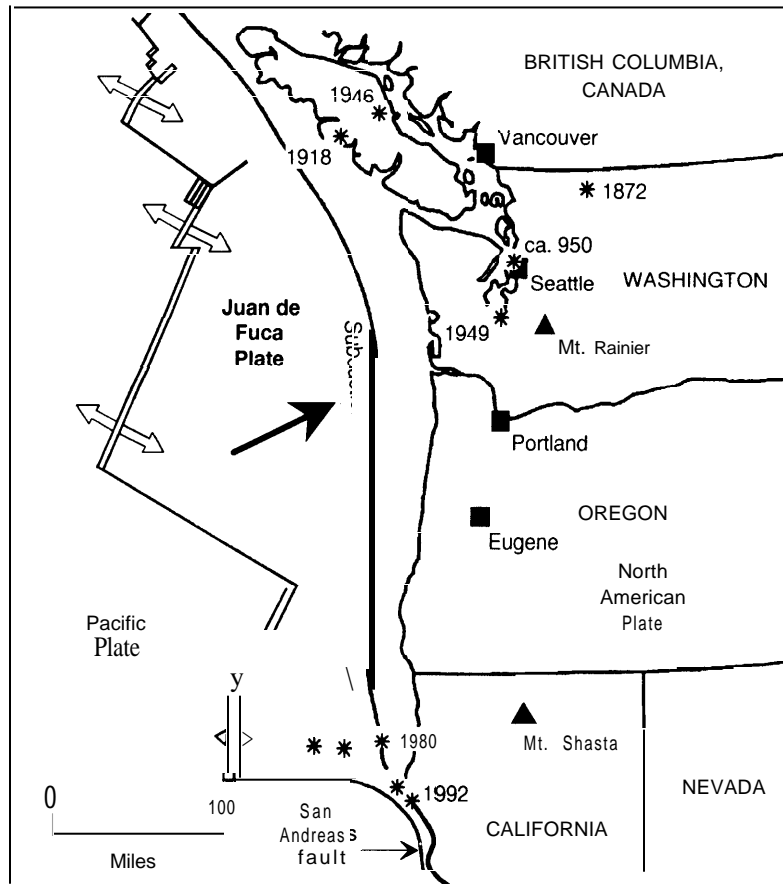 BRITISH COLUMBIA,
CANADA
1946
Vancouver
1918
1872
ca. 950
Seattle
WASHINGTON
Juan de
Fuca
Plate
1949
Mt. Rainier
Portland
OREGON
Eugene
North
American
Plate
Pacific
Plate
y
1980
Mt. Shasta
1992
NEVADA
0
100
San
Andreas
fault
CALIFORNIA
Miles